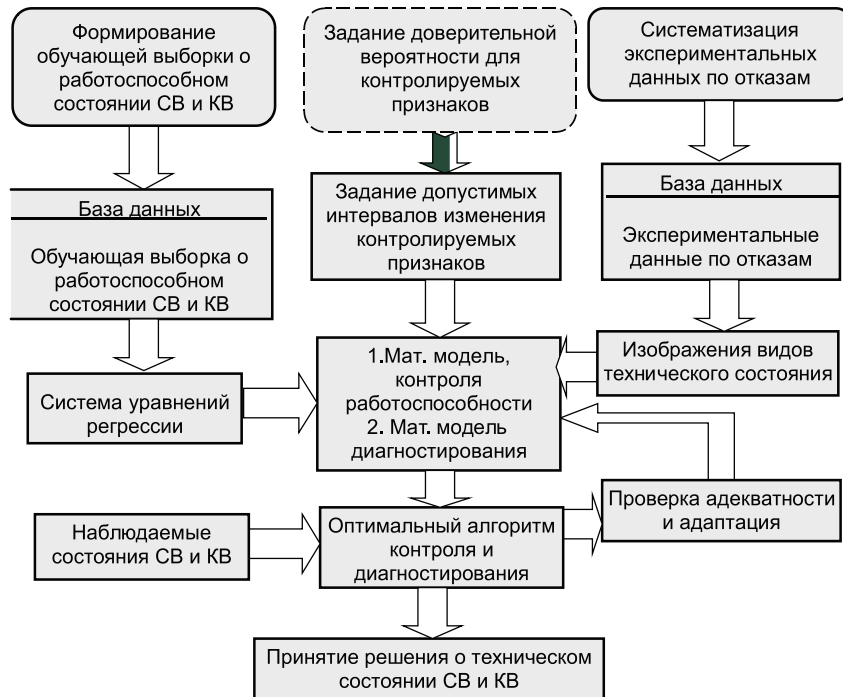 Формирование
обучающей выборки о
работоспособном
состоянии СВ и КВ
Задание доверительной
вероятности для
контролируемых
признаков
Систематизация
экспериментальных
данных по отказам
База данных
Обучающая выборка о
работоспособном
состоянии СВ и КВ
Задание допустимых
интервалов изменения
контролируемых
признаков
База данных
Экспериментальные
данные по отказам
Система уравнений
регрессии
1.Мат. модель,
контроля
работоспособности
2. Мат. модель
диагностирования
Изображения видов
технического состояния
Наблюдаемые
состояния СВ и КВ
Оптимальный алгоритм
контроля и
диагностирования
Проверка адекватности
и адаптация
Принятие решения о техническом
состоянии СВ и КВ